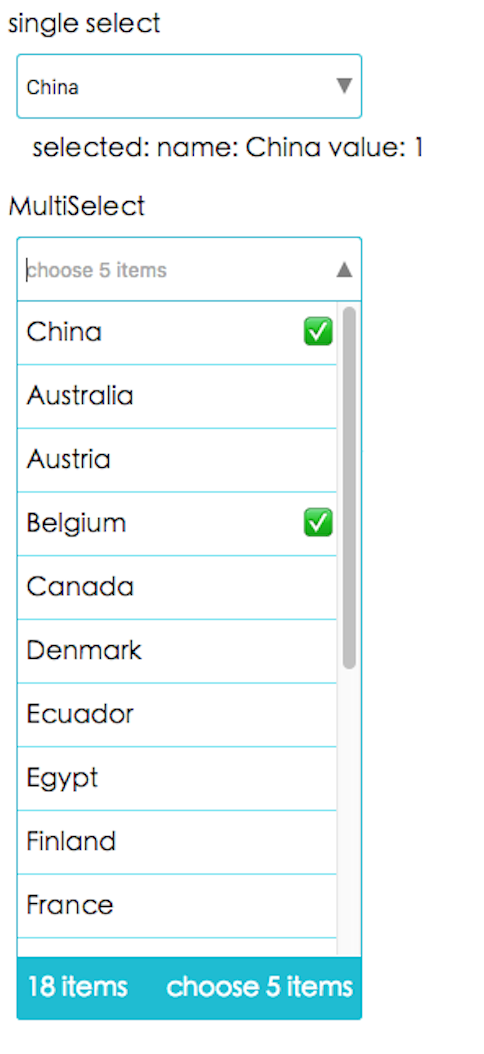 single select
China
selected: name: China value: 1
MultiSelect
choose 5 items
China
Australia
Austria
Belgium
Canada
Denmark
Ecuador
Egypt
Finland
France
18 items choose 5 items